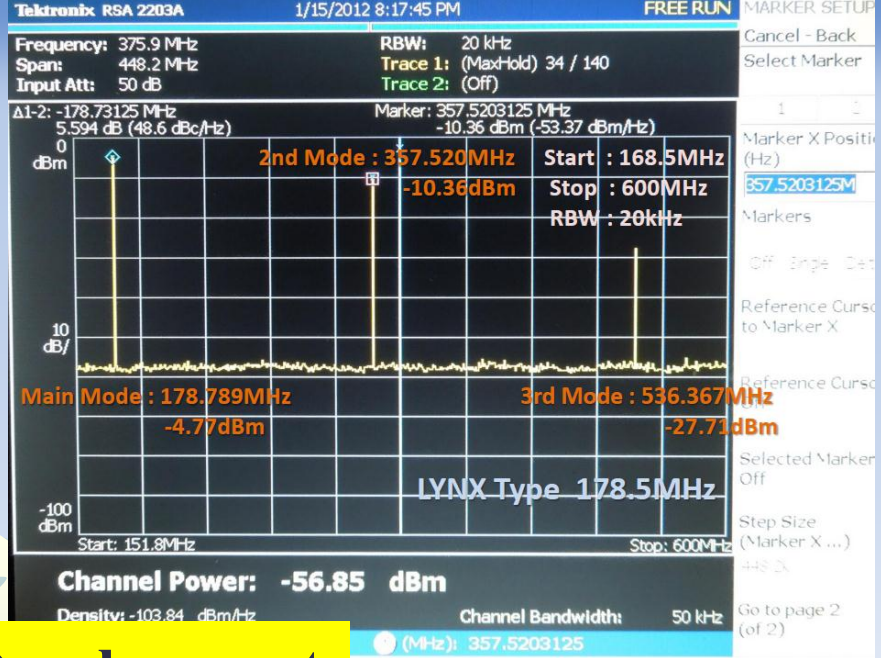 Tektronix RSA 2203A 1/15/2012 8:17:45 PM FREE RUN
MARKER SETUP
Cancel - Back
Select Marker
Frequency: 375.9 MHz
Span: 448.2 MHz
Input Att: 50 dB
RBW: 20 kHz
Trace 1: (MaxHold) 34 / 140
Trace 2: (Off)
Δ1-2: -178.73125 MHz
5.594 dB (48.6 dBc/Hz)
Marker: 357.5203125 MHz
-10.36 dBm (-53.37 dBm/Hz)
1
Marker X Positi
(Hz)
357.5203125M
Markers
Off
Reference Curso
to Marker X
Reference Curso
Selected Marker
Off
Step Size
(Marker X ...)
Go to page 2
(of 2)
0
dBm
10
dB/
-100
dBm
2nd Mode : 357.520MHz
-10.36dBm
Start : 168.5MHz
Stop : 600MHz
RBW : 20kHz
Main Mode : 178.789MHz
-4.77dBm
3rd Mode : 536.367MHz
-27.71dBm
LYNX Type 178.5MHz
Start: 151.8MHz
Stop: 600MHz
Channel Power: -56.85 dBm
Density: -103.84 dBm/Hz
Channel Bandwidth: 50 kHz
(MHz): 357.5203125